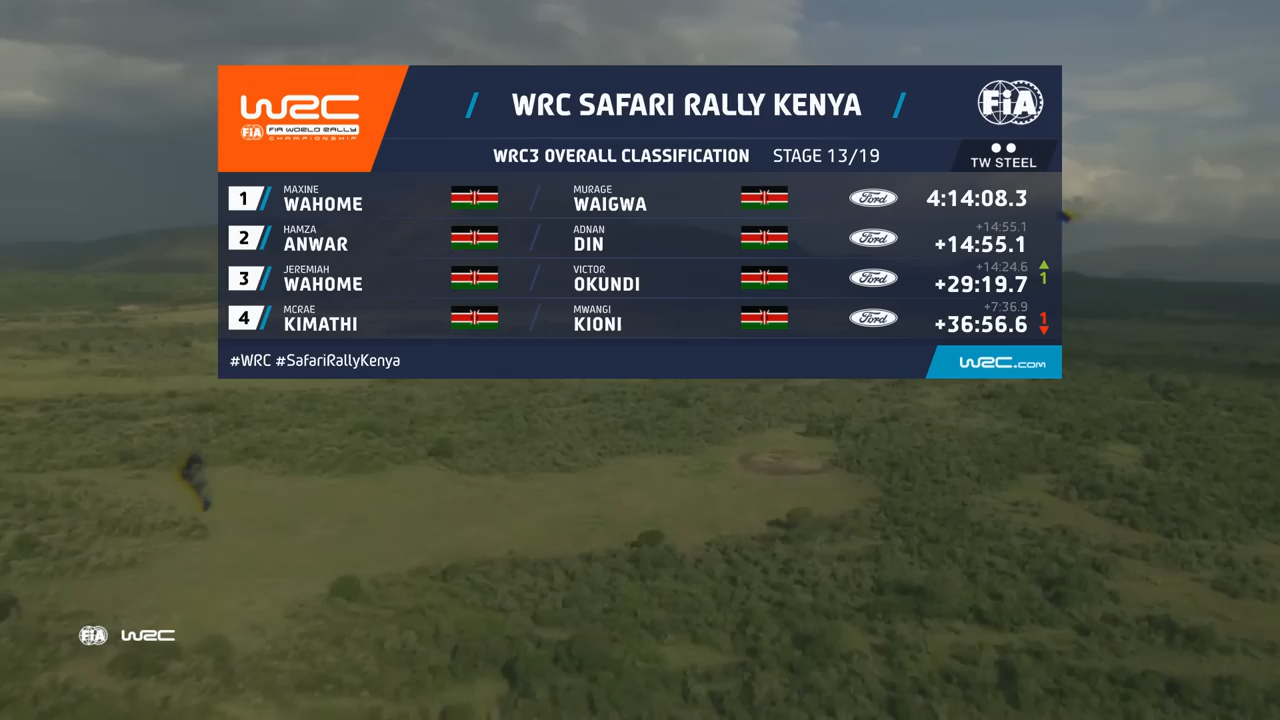 WRC
FIA FIA WORLD RALLY
CHAMPIONSHIP
/ WRC SAFARI RALLY KENYA /
FIA
WRC3 OVERALL CLASSIFICATION STAGE 13/19
TW STEEL
1 MAXINE WAHOME / MURAGE WAIGWA Ford 4:14:08.3
2 HAMZA ANWAR / ADNAN DIN Ford +14:55.1 +14:55.1
3 JEREMIAH WAHOME / VICTOR OKUNDI Ford +14:24.6 +29:19.7 1
4 MCRAE KIMATHI / MWANGI KIONI Ford +7:36.9 +36:56.6 1
#WRC #SafariRallyKenya
WRC.COM
FIA WRC